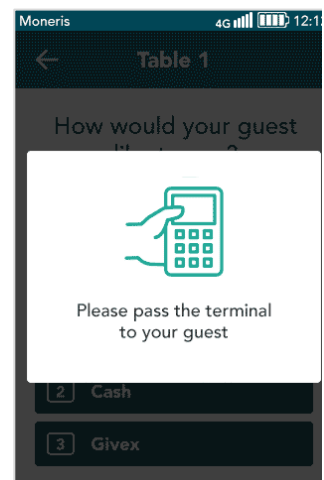 Moneris 4G 12:13
Table 1
How would your guest
Please pass the terminal
to your guest
2 Cash
3 Givex